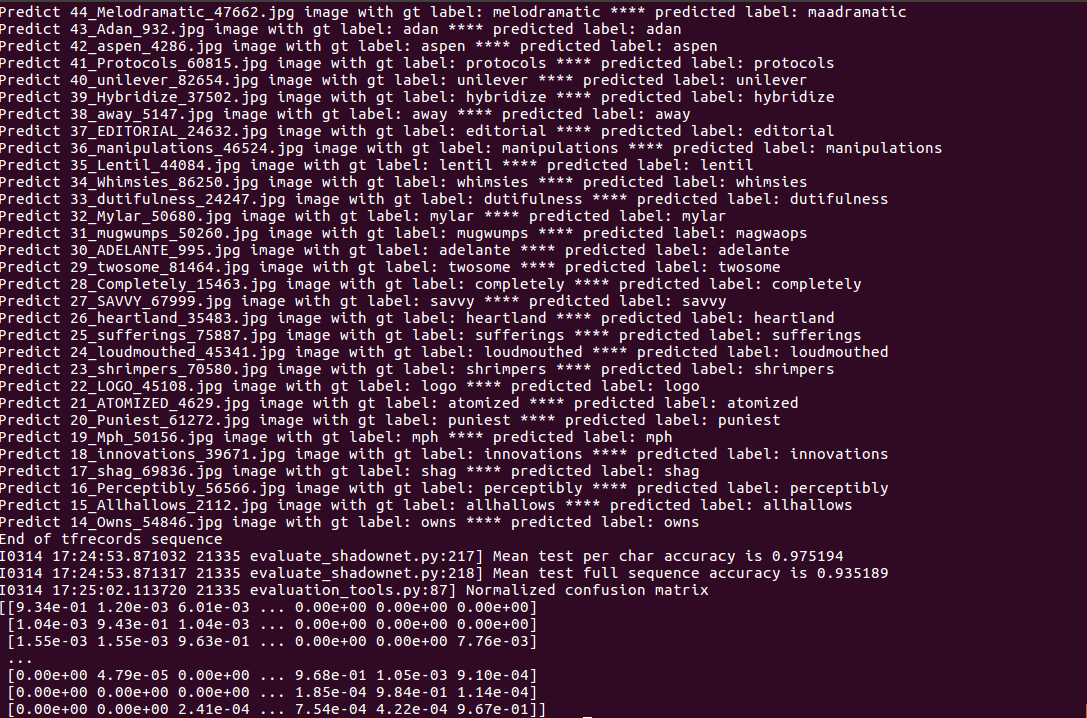 Predict 44_Melodramatic_47662.jpg image with gt label: melodramatic **** predicted label: maadramatic
Predict 43_Adan_932.jpg image with gt label: adan **** predicted label: adan
Predict 42_aspen_4286.jpg image with gt label: aspen **** predicted label: aspen
Predict 41_Protocols_60815.jpg image with gt label: protocols **** predicted label: protocols
Predict 40_unilever_82654.jpg image with gt label: unilever **** predicted label: unilever
Predict 39_Hybridize_37502.jpg image with gt label: hybridize **** predicted label: hybridize
Predict 38_away_5147.jpg image with gt label: away **** predicted label: away
Predict 37_EDITORIAL_24632.jpg image with gt label: editorial **** predicted label: editorial
Predict 36_manipulations_46524.jpg image with gt label: manipulations **** predicted label: manipulations
Predict 35_Lentil_44084.jpg image with gt label: lentil **** predicted label: lentil
Predict 34_Whimsies_86250.jpg image with gt label: whimsies **** predicted label: whimsies
Predict 33_dutifulness_24247.jpg image with gt label: dutifulness **** predicted label: dutifulness
Predict 32_Mylar_50680.jpg image with gt label: mylar **** predicted label: mylar
Predict 31_mugwumps_50260.jpg image with gt label: mugwumps **** predicted label: magwaops
Predict 30_ADELANTE_995.jpg image with gt label: adelante **** predicted label: adelante
Predict 29_twosome_81464.jpg image with gt label: twosome **** predicted label: twosome
Predict 28_Completely_15463.jpg image with gt label: completely **** predicted label: completely
Predict 27_SAVVY_67999.jpg image with gt label: savvy **** predicted label: savvy
Predict 26_heartland_35483.jpg image with gt label: heartland **** predicted label: heartland
Predict 25_sufferings_75887.jpg image with gt label: sufferings **** predicted label: sufferings
Predict 24_loudmouthed_45341.jpg image with gt label: loudmouthed **** predicted label: loudmouthed
Predict 23_shrimpers_70580.jpg image with gt label: shrimpers **** predicted label: shrimpers
Predict 22_LOGO_45108.jpg image with gt label: logo **** predicted label: logo
Predict 21_ATOMIZED_4629.jpg image with gt label: atomized **** predicted label: atomized
Predict 20_Puniest_61272.jpg image with gt label: puniest **** predicted label: puniest
Predict 19_Mph_50156.jpg image with gt label: mph **** predicted label: mph
Predict 18_innovations_39671.jpg image with gt label: innovations **** predicted label: innovations
Predict 17_shag_69836.jpg image with gt label: shag **** predicted label: shag
Predict 16_Perceptibly_56566.jpg image with gt label: perceptibly **** predicted label: perceptibly
Predict 15_Allhallows_2112.jpg image with gt label: allhallows **** predicted label: allhallows
Predict 14_Owns_54846.jpg image with gt label: owns **** predicted label: owns
End of tfrecords sequence
I0314 17:24:53.871032 21335 evaluate_shadownet.py:217] Mean test per char accuracy is 0.975194
I0314 17:24:53.871317 21335 evaluate_shadownet.py:218] Mean test full sequence accuracy is 0.935189
I0314 17:25:02.113720 21335 evaluation_tools.py:87] Normalized confusion matrix
[[9.34e-01 1.20e-03 6.01e-03 ... 0.00e+00 0.00e+00 0.00e+00]
[1.04e-03 9.43e-01 1.04e-03 ... 0.00e+00 0.00e+00 0.00e+00]
[1.55e-03 1.55e-03 9.63e-01 ... 0.00e+00 0.00e+00 7.76e-03]
...
[0.00e+00 4.79e-05 0.00e+00 ... 9.68e-01 1.05e-03 9.10e-04]
[0.00e+00 0.00e+00 0.00e+00 ... 1.85e-04 9.84e-01 1.14e-04]
[0.00e+00 0.00e+00 2.41e-04 ... 7.54e-04 4.22e-04 9.67e-01]]